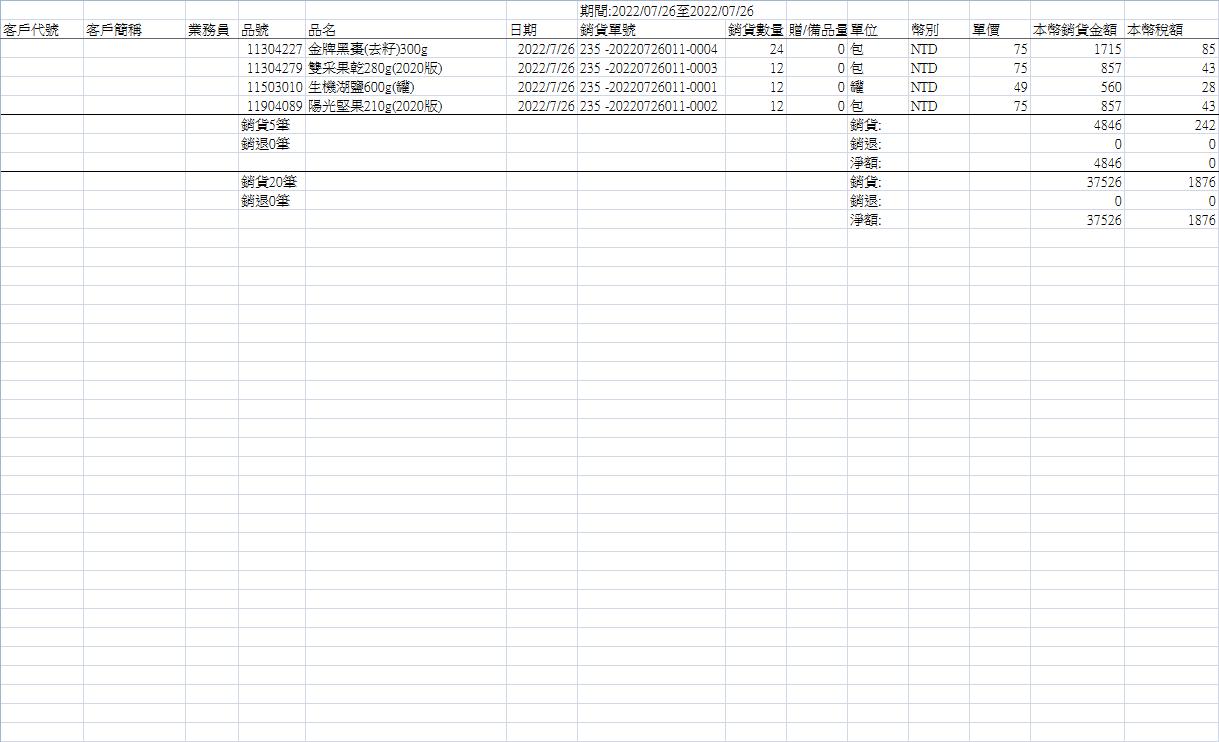 期間:2022/07/26至2022/07/26
客戶代號 客戶簡稱 業務員 品號 品名 日期 銷貨單號 銷貨數量 贈/備品量 單位 幣別 單價 本幣銷貨金額 本幣稅額
11304227 金牌黑棗(去籽)300g 2022/7/26 235 -20220726011-0004 24 0 包 NTD 75 1715 85
11304279 雙采果乾280g(2020版) 2022/7/26 235 -20220726011-0003 12 0 包 NTD 75 857 43
11503010 生機湖鹽600g(罐) 2022/7/26 235 -20220726011-0001 12 0 罐 NTD 49 560 28
11904089 陽光堅果210g(2020版) 2022/7/26 235 -20220726011-0002 12 0 包 NTD 75 857 43
銷貨5筆 銷貨: 4846 242
銷退0筆 銷退: 0 0
淨額: 4846 0
銷貨20筆 銷貨: 37526 1876
銷退0筆 銷退: 0 0
淨額: 37526 1876